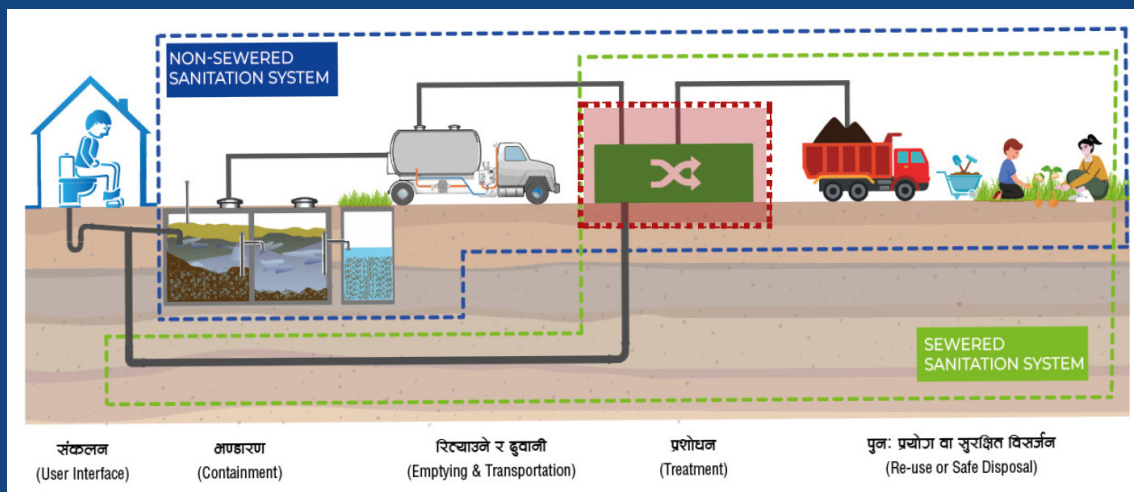 NON-SEWERED
SANITATION SYSTEM
SEWERED
SANITATION SYSTEM
संकलन
(User Interface)
भण्डारण
(Containment)
रित्याउने र ढुवानी
(Emptying & Transportation)
प्रशोधन
(Treatment)
पुन: प्रयोग वा सुरक्षित विसर्जन
(Re-use or Safe Disposal)